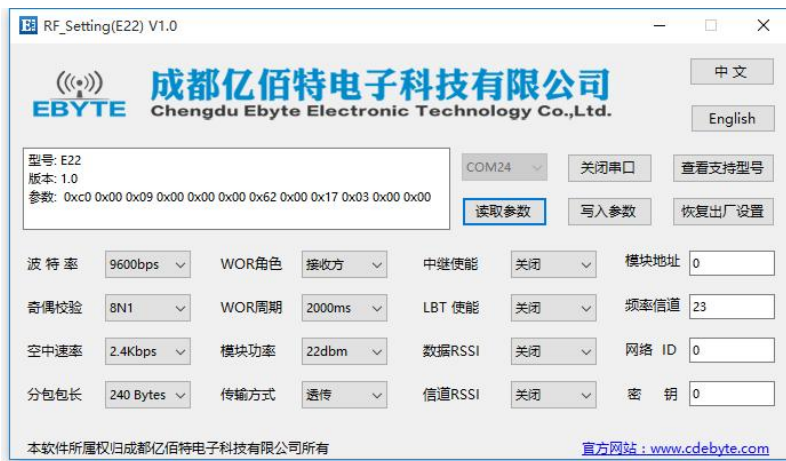 RF_Setting(E22) V1.0
EBYTE
成都亿佰特电子科技有限公司
Chengdu Ebyte Electronic Technology Co.,Ltd.
中 文
English
型号: E22
版本: 1.0
参数: 0xc0 0x00 0x09 0x00 0x00 0x00 0x62 0x00 0x17 0x03 0x00 0x00
COM24 关闭串口 查看支持型号
读取参数 写入参数 恢复出厂设置
波 特 率 9600bps WOR角色 接收方 中继使能 关闭 模块地址 0
奇偶校验 8N1 WOR周期 2000ms LBT 使能 关闭 频率信道 23
空中速率 2.4Kbps 模块功率 22dbm 数据RSSI 关闭 网络 ID 0
分包包长 240 Bytes 传输方式 透传 信道RSSI 关闭 密 钥 0
本软件所属权归成都亿佰特电子科技有限公司所有 官方网站：www.cdebyte.com